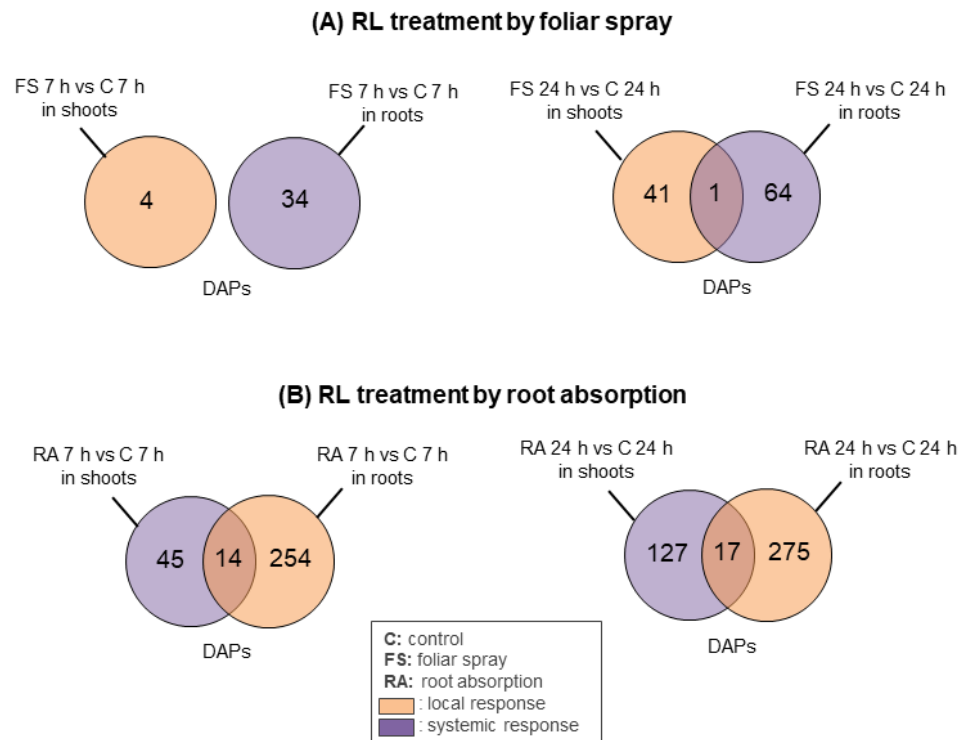 (A) RL treatment by foliar spray
FS 7 h vs C 7 h
in shoots
FS 7 h vs C 7 h
in roots
4
34
DAPs
FS 24 h vs C 24 h
in shoots
FS 24 h vs C 24 h
in roots
41
1
64
DAPs
(B) RL treatment by root absorption
RA 7 h vs C 7 h
in shoots
RA 7 h vs C 7 h
in roots
45
14
254
DAPs
RA 24 h vs C 24 h
in shoots
RA 24 h vs C 24 h
in roots
127
17
275
DAPs
C: control
FS: foliar spray
RA: root absorption
: local response
: systemic response